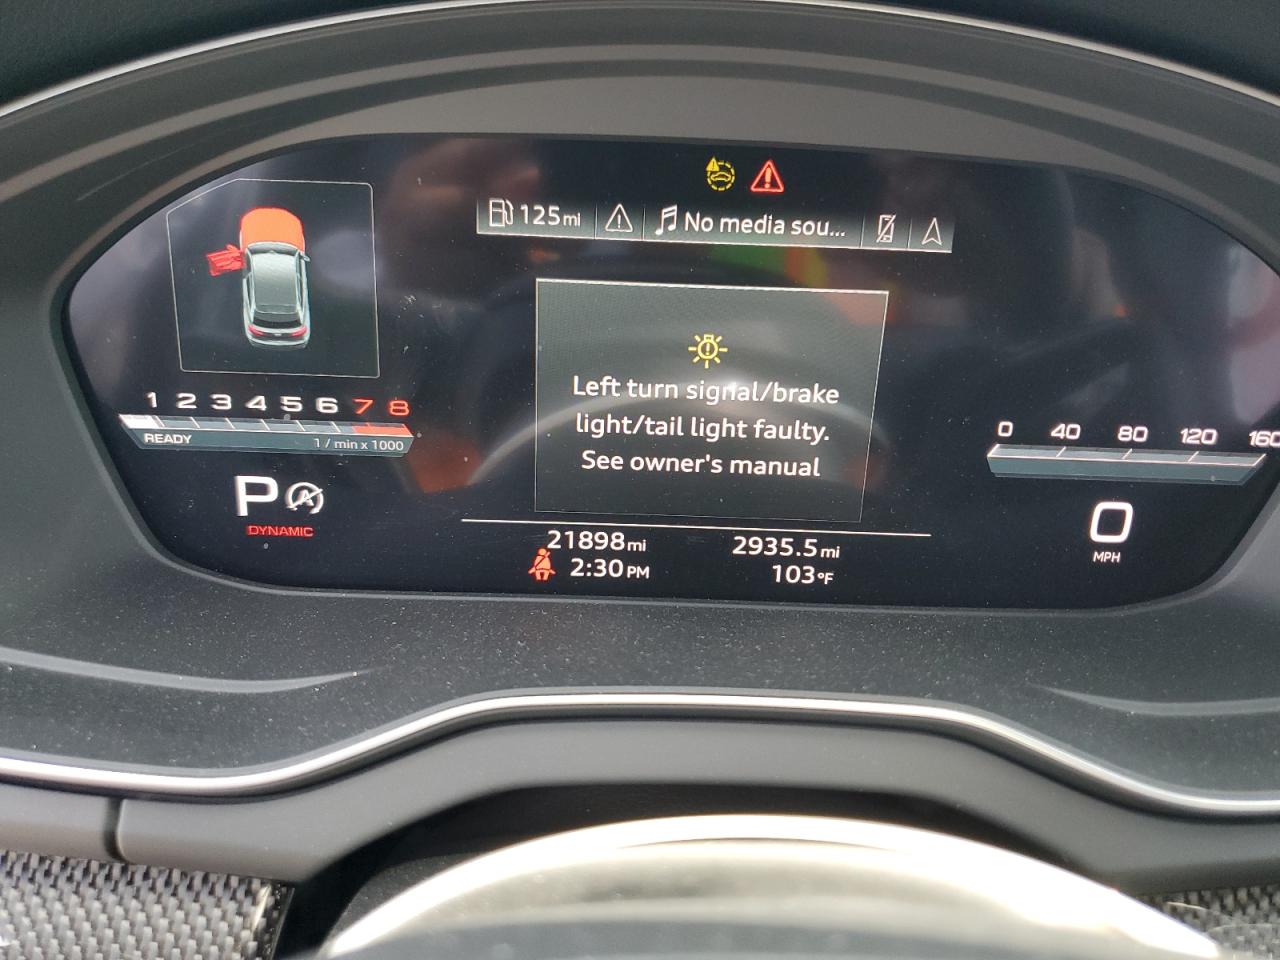 125mi
No media sou...
Left turn signal/brake
light/tail light faulty.
See owner's manual
1 2 3 4 5 6 7 8
READY
1 / min x 1000
P A
DYNAMIC
0 40 80 120 160
0
MPH
21898mi 2935.5mi
2:30PM 103°F